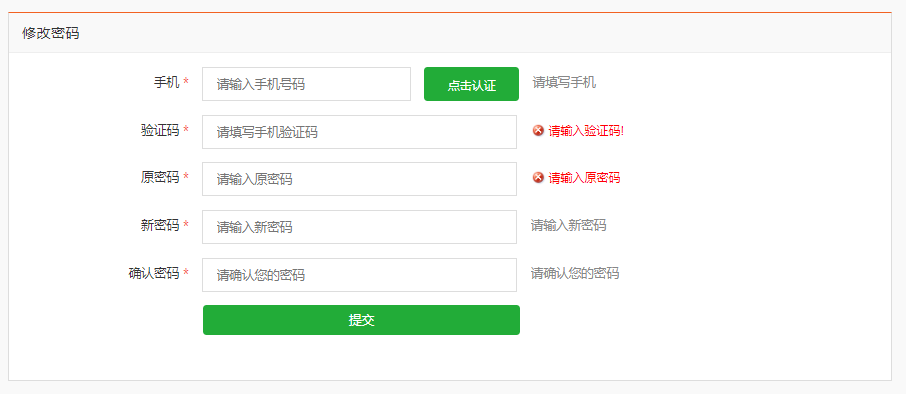 修改密码
手机 * 请输入手机号码 点击认证 请填写手机
验证码 * 请填写手机验证码 请输入验证码!
原密码 * 请输入原密码 请输入原密码
新密码 * 请输入新密码 请输入新密码
确认密码 * 请确认您的密码 请确认您的密码
提交